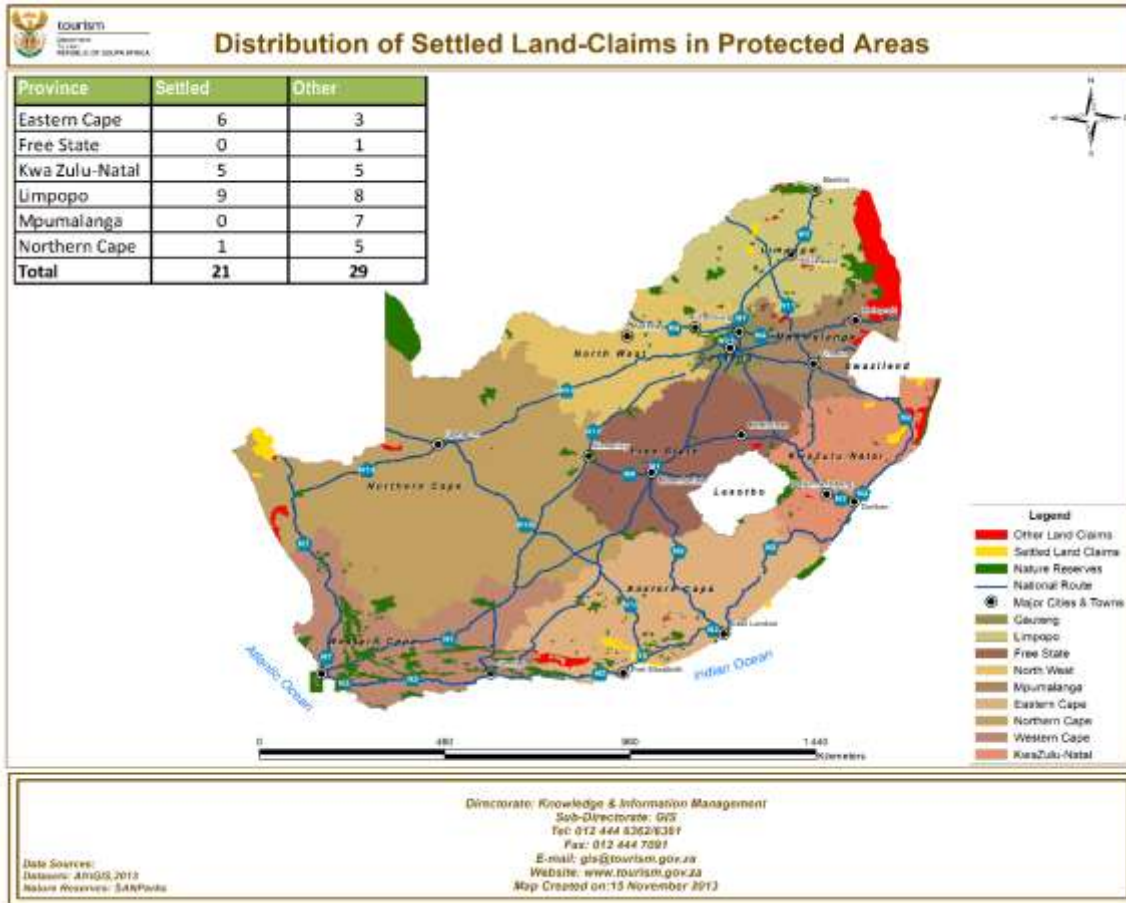 tourism
REPUBLIC OF SOUTH AFRICA
Distribution of Settled Land-Claims in Protected Areas
Province Settled Other
Eastern Cape 6 3
Free State 0 1
Kwa Zulu-Natal 5 5
Limpopo 9 8
Mpumalanga 0 7
Northern Cape 1 5
Total 21 29
N
Limpopo
North West
Mpumalanga
Swaziland
Free State
KwaZulu-Natal
Lesotho
Northern Cape
Eastern Cape
Western Cape
Durban
East London
Port Elizabeth
Atlantic Ocean
Indian Ocean
0 480 960 1 440
Kilometers
Legend
Other Land Claims
Settled Land Claims
Nature Reserves
National Route
Major Cities & Towns
Gauteng
Limpopo
Free State
North West
Mpumalanga
Eastern Cape
Northern Cape
Western Cape
KwaZulu-Natal
Directorate: Knowledge & Information Management
Sub-Directorate: GIS
Tel: 012 444 6362/6381
Fax: 012 444 7091
E-mail: gis@tourism.gov.za
Website: www.tourism.gov.za
Map Created on:15 November 2013
Data Sources:
Datasets: AfriGIS,2013
Nature Reserves: SANParks